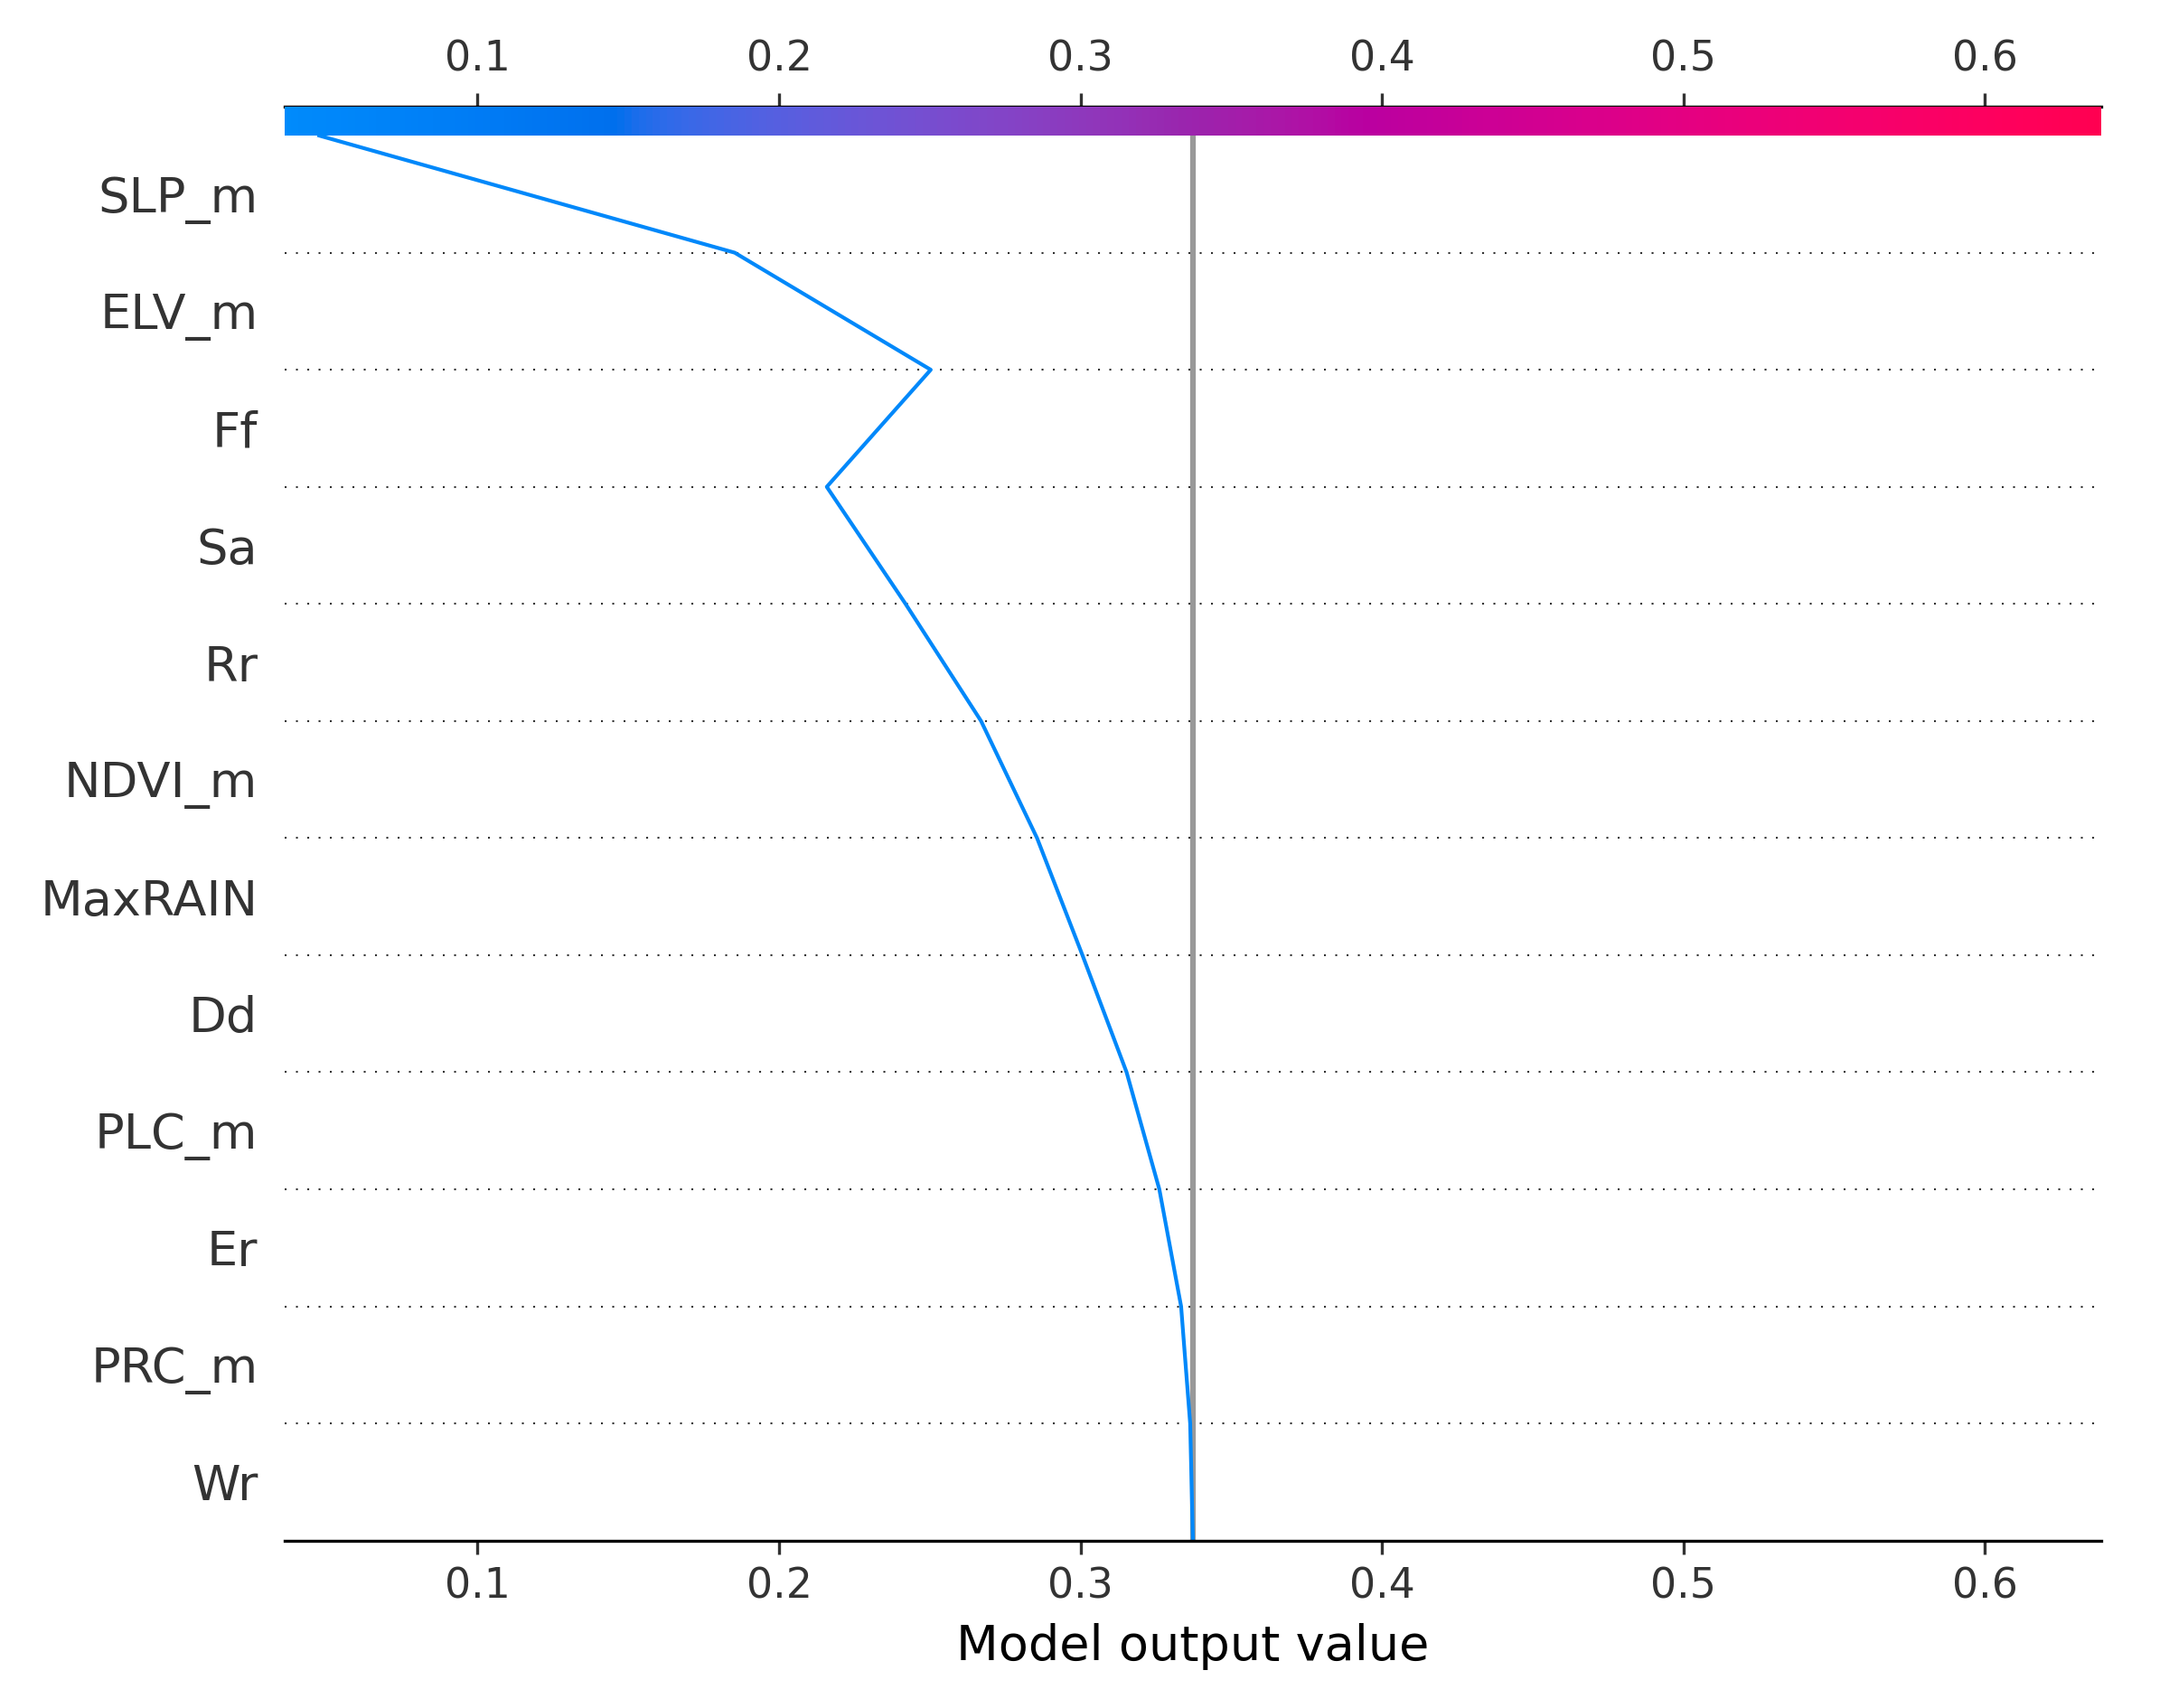 0.1 0.2 0.3 0.4 0.5 0.6
SLP_m
ELV_m
Ff
Sa
Rr
NDVI_m
MaxRAIN
Dd
PLC_m
Er
PRC_m
Wr
0.1 0.2 0.3 0.4 0.5 0.6
Model output value